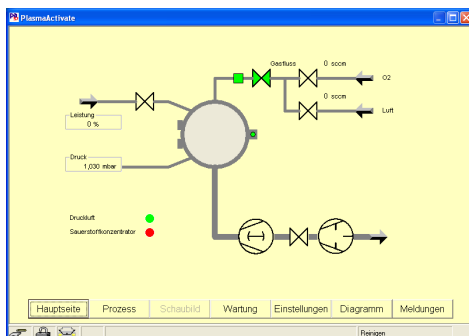 PlasmaActivate
Gasfluss
0 sccm
O2
0 sccm
Luft
Leistung
0 %
Druck
1,030 mbar
Druckluft
Sauerstoffkonzentrator
Hauptseite Prozess Schaubild Wartung Einstellungen Diagramm Meldungen
Reinigen